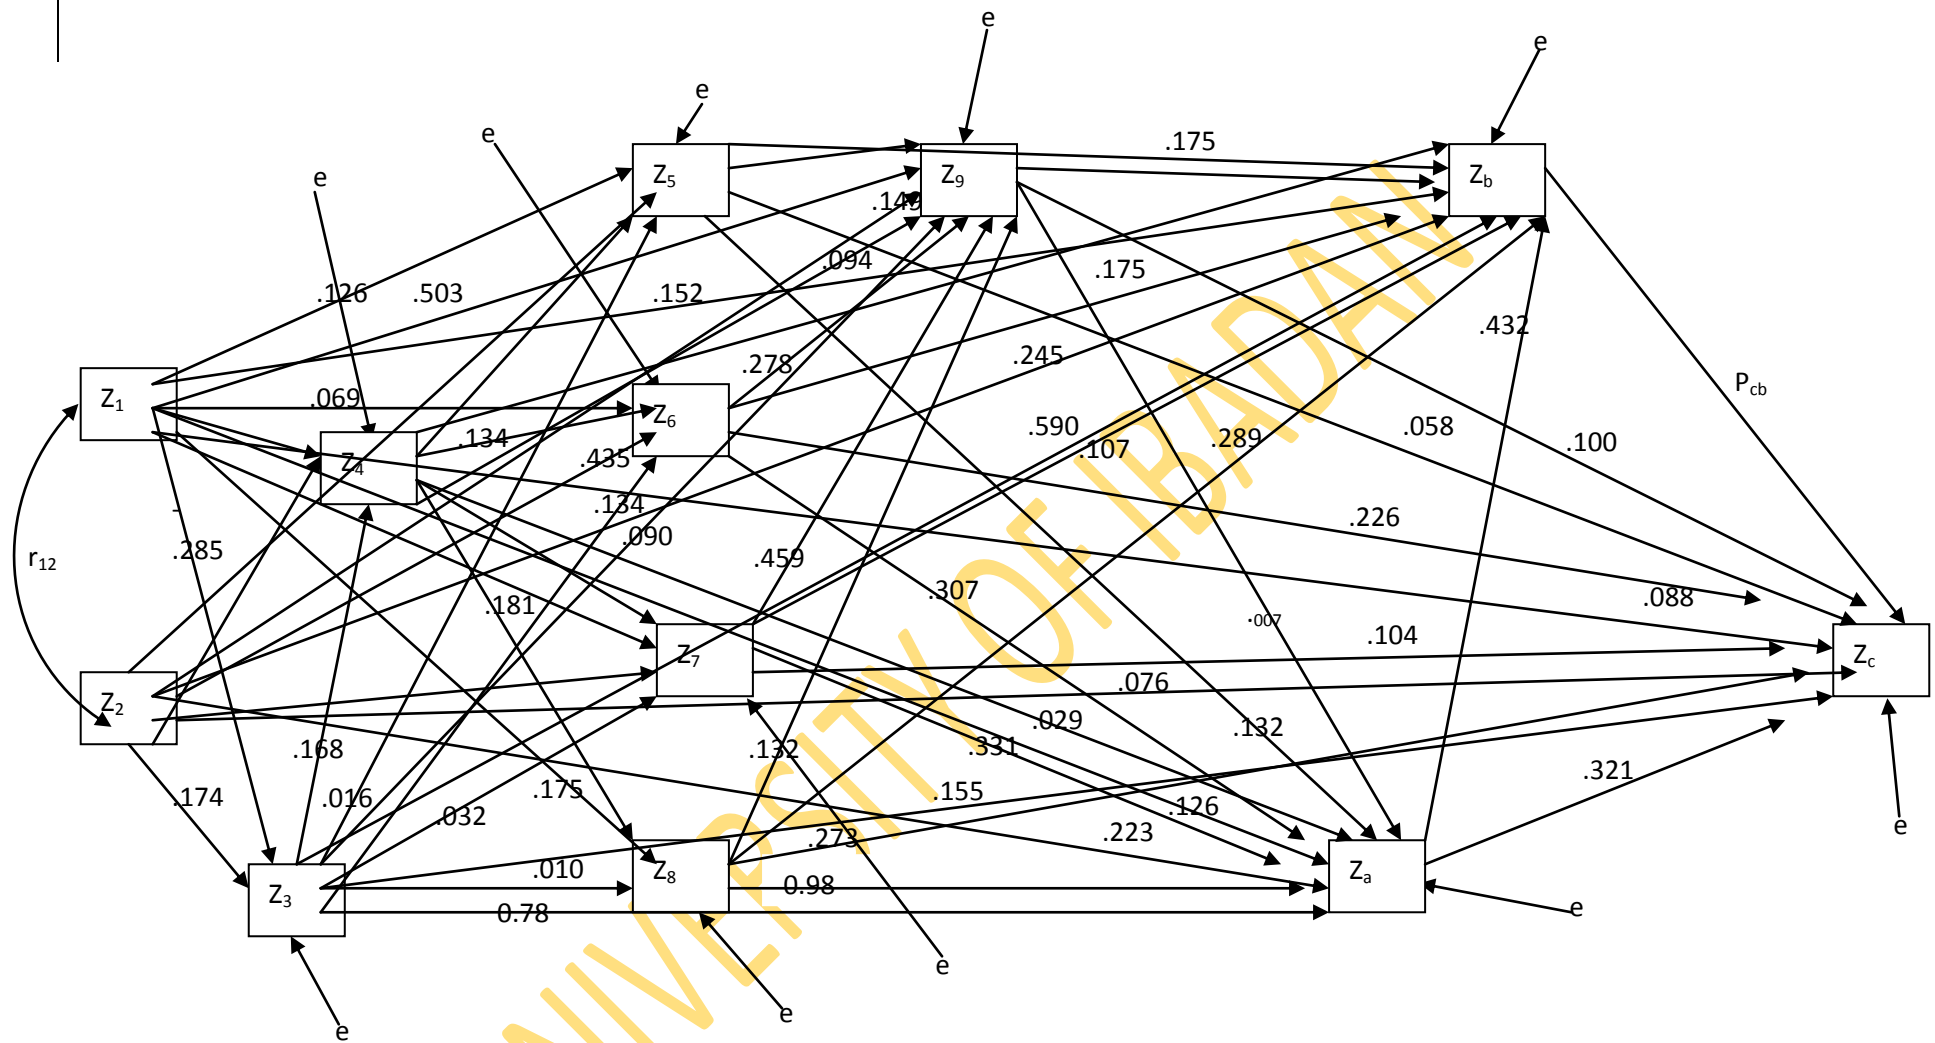 e
e
e
e
e
.175
Z5
Z9
Zb
.149
.094
.175
.126
.503
.152
.432
.278
.245
Pcb
Z1
.069
Z6
.134
.590
.058
.100
.107
.289
Z4
.435
.134
.226
-
.090
.285
r12
.459
.307
.088
.181
.007
.104
Z7
Zc
.076
Z2
.029
.132
.168
.132
.331
.321
.174
.016
.175
.155
.126
.032
.273
.223
e
.010
Z8
0.98
Za
Z3
0.78
e
e
e
e
UNIVERSITY OF IBADAN